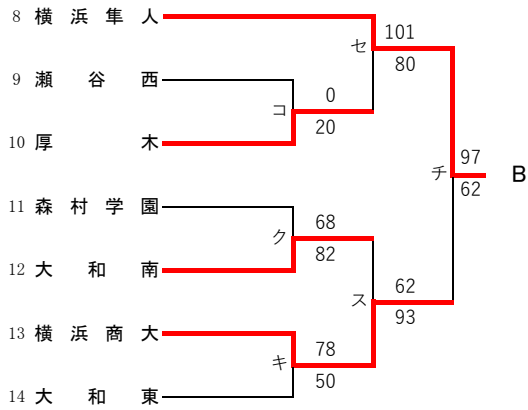 8 横浜隼人
101
セ
80
9 瀬谷西
0
コ
20
10 厚木
97
チ B
62
11 森村学園
68
ク
82
12 大和南
62
ス
93
13 横浜商大
78
キ
50
14 大和東